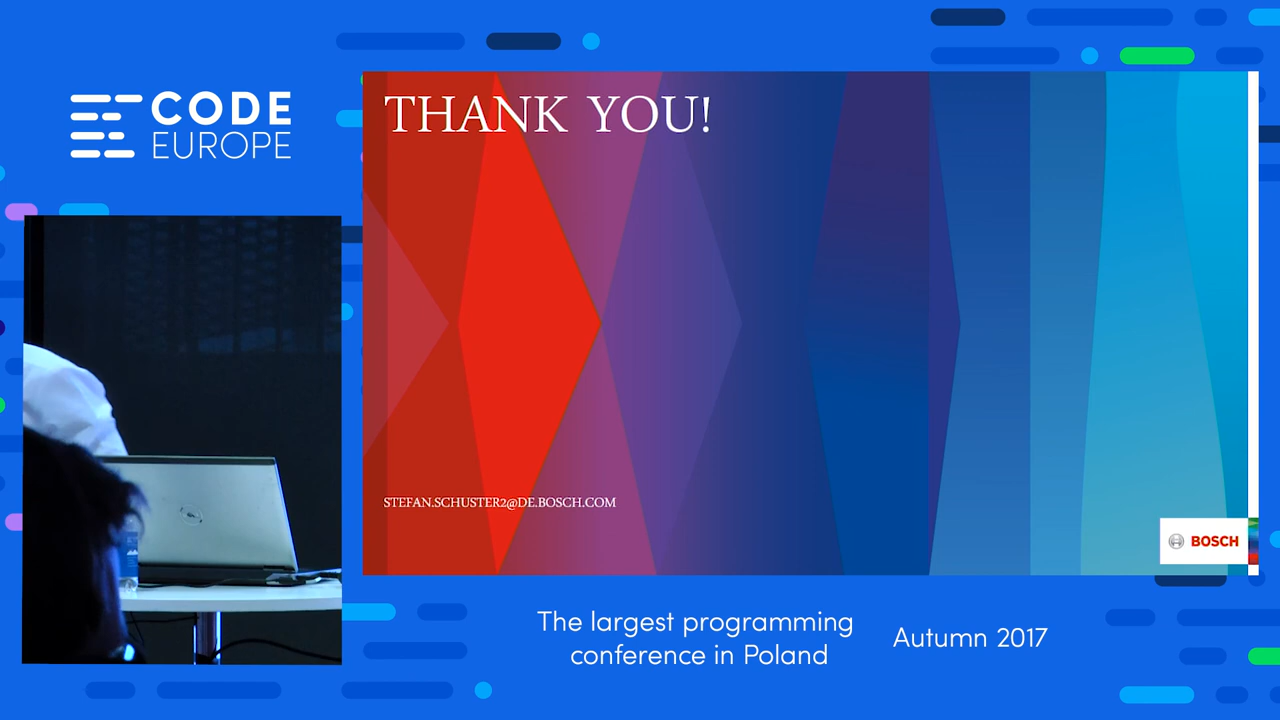 CODE
EUROPE
THANK YOU!
STEFAN.SCHUSTER2@DE.BOSCH.COM
BOSCH
The largest programming
conference in Poland
Autumn 2017